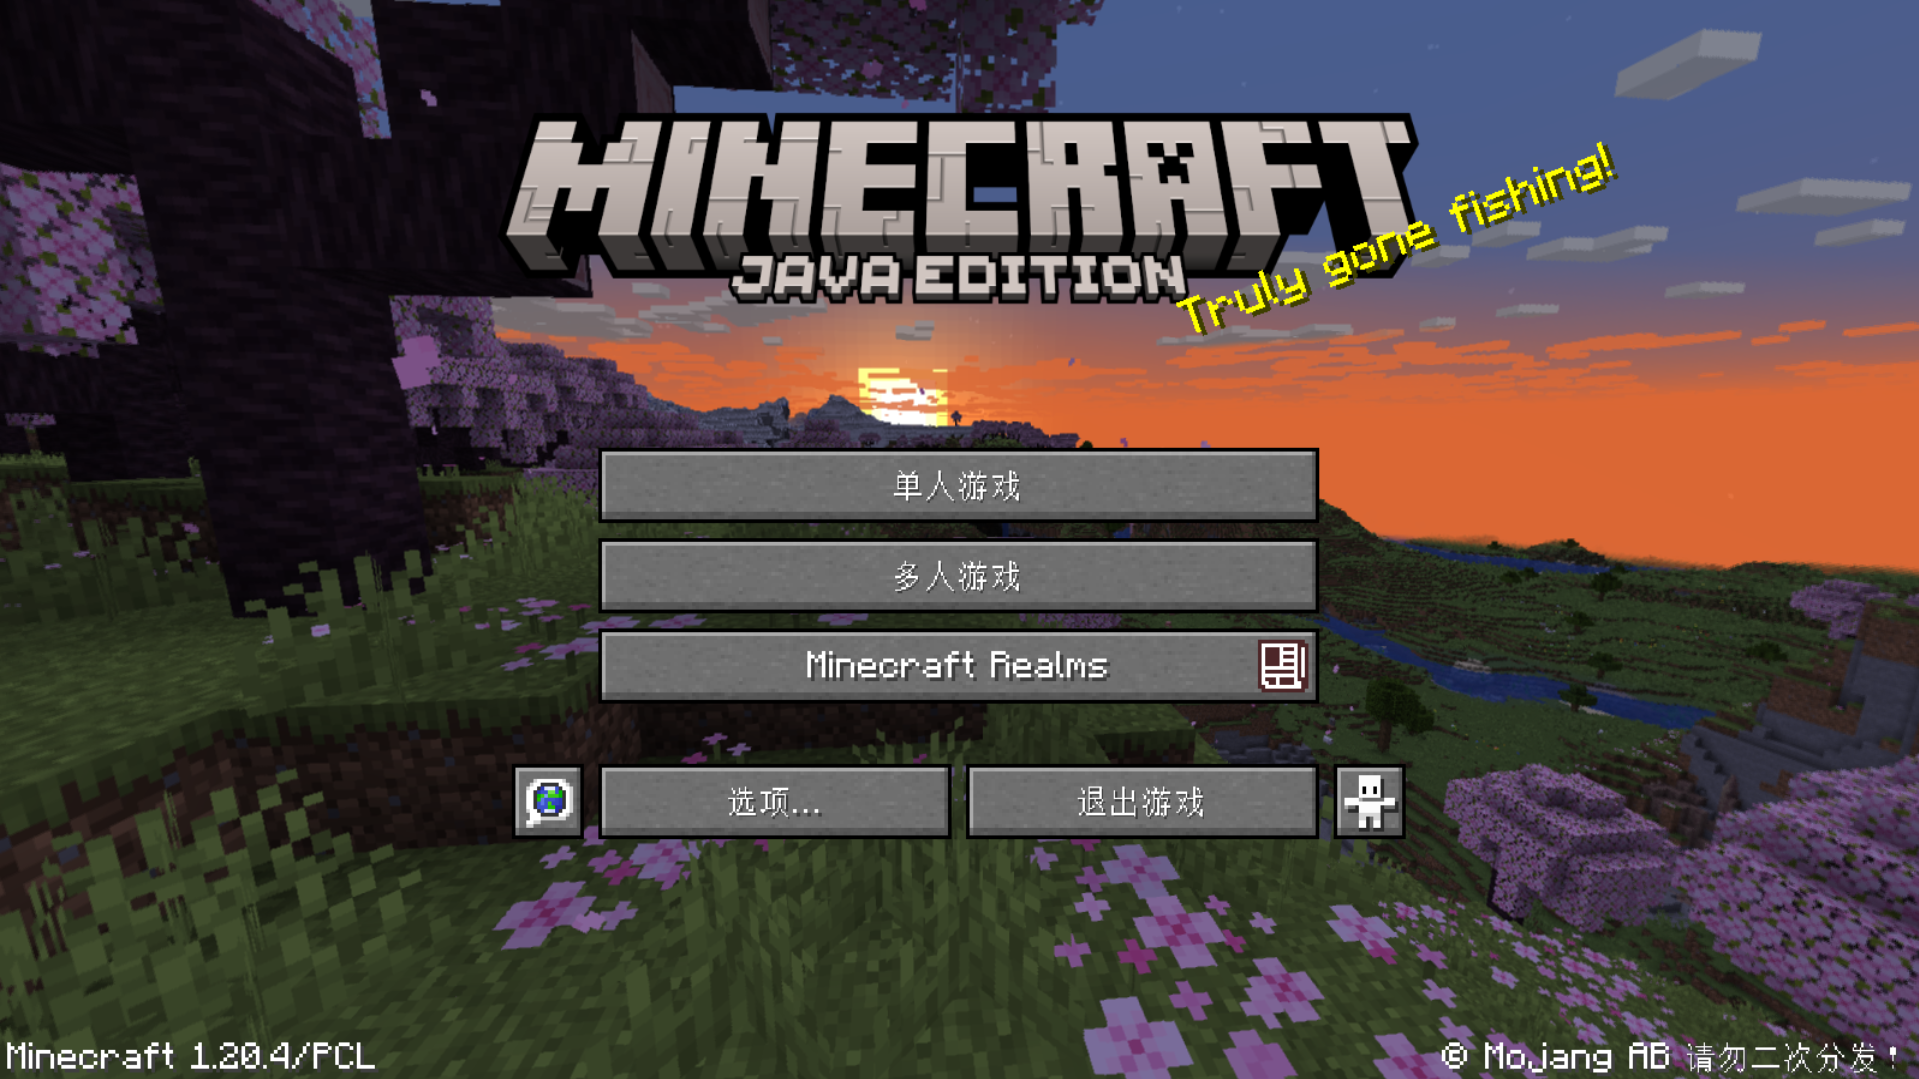 MINECRAFT
JAVA EDITION
Truly gone fishing!
单人游戏
多人游戏
Minecraft Realms
选项...
退出游戏
Minecraft 1.20.4/PCL
© Mojang AB 请勿二次分发！